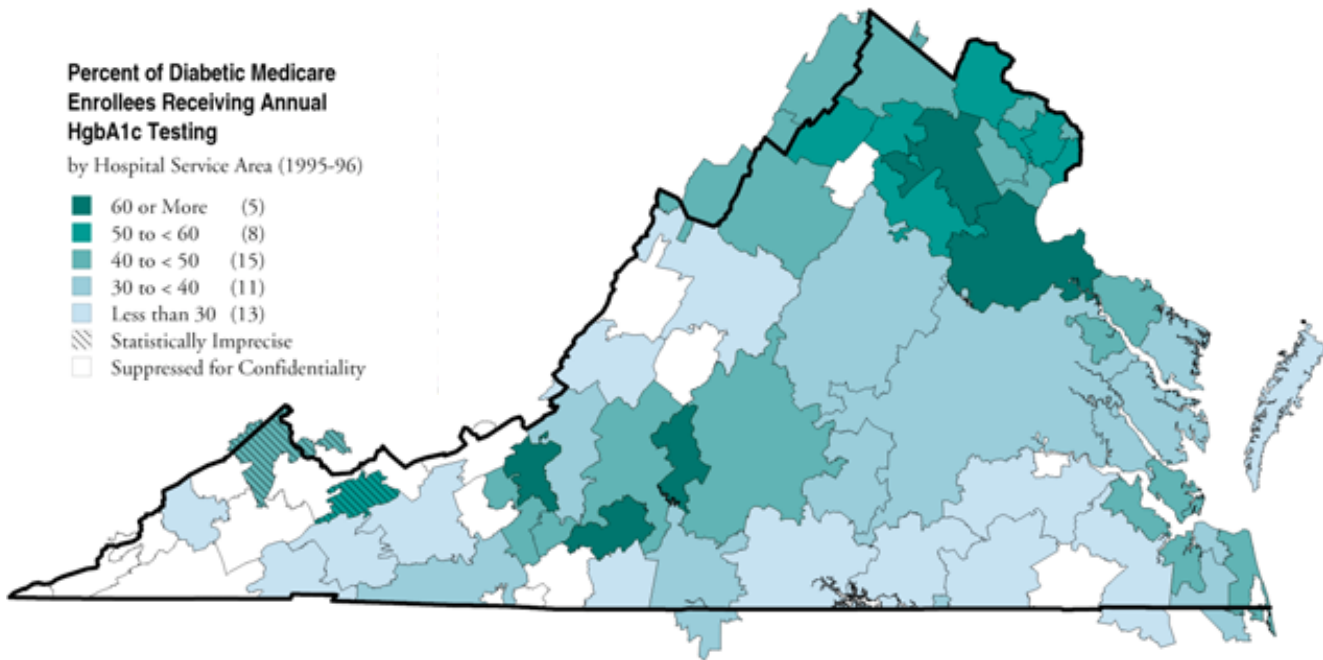 Percent of Diabetic Medicare
Enrollees Receiving Annual
HgbA1c Testing
by Hospital Service Area (1995-96)
60 or More (5)
50 to < 60 (8)
40 to < 50 (15)
30 to < 40 (11)
Less than 30 (13)
Statistically Imprecise
Suppressed for Confidentiality